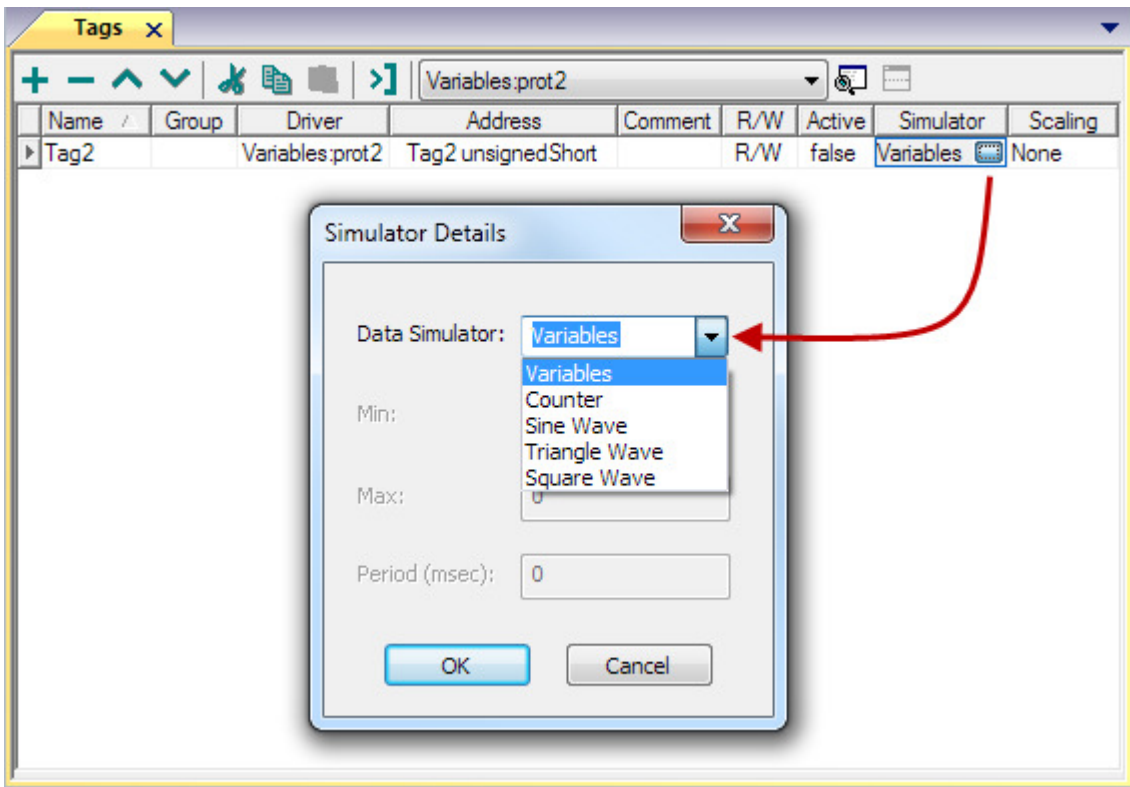 Tags
Variables:prot2
Name Group Driver Address Comment R/W Active Simulator Scaling
Tag2 Variables:prot2 Tag2 unsignedShort R/W false Variables None
Simulator Details
Data Simulator: Variables
Variables
Counter
Sine Wave
Triangle Wave
Square Wave
Min:
Max: 0
Period (msec): 0
OK Cancel